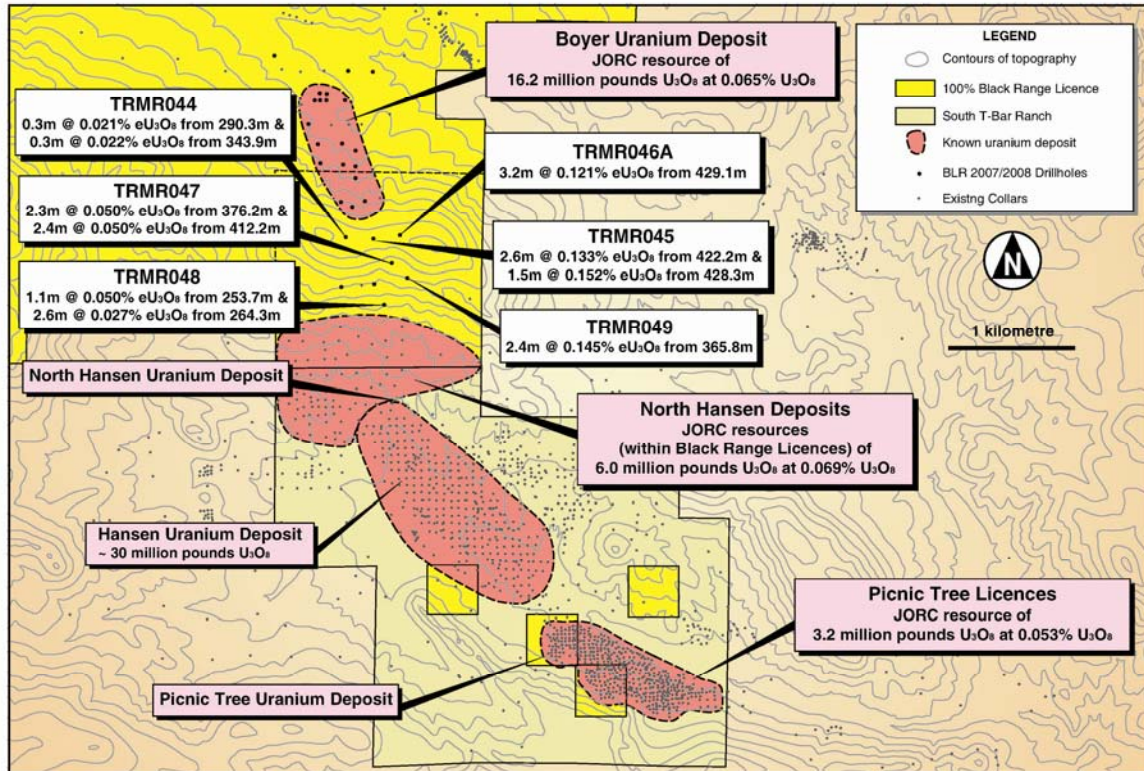 Boyer Uranium Deposit
JORC resource of
16.2 million pounds U₃O₈ at 0.065% U₃O₈
LEGEND
Contours of topography
100% Black Range Licence
South T-Bar Ranch
Known uranium deposit
BLR 2007/2008 Drillholes
Existng Collars
TRMR044
0.3m @ 0.021% eU₃O₈ from 290.3m &
0.3m @ 0.022% eU₃O₈ from 343.9m
TRMR046A
3.2m @ 0.121% eU₃O₈ from 429.1m
TRMR047
2.3m @ 0.050% eU₃O₈ from 376.2m &
2.4m @ 0.050% eU₃O₈ from 412.2m
TRMR045
2.6m @ 0.133% eU₃O₈ from 422.2m &
1.5m @ 0.152% eU₃O₈ from 428.3m
N
TRMR048
1.1m @ 0.050% eU₃O₈ from 253.7m &
2.6m @ 0.027% eU₃O₈ from 264.3m
TRMR049
2.4m @ 0.145% eU₃O₈ from 365.8m
1 kilometre
North Hansen Uranium Deposit
North Hansen Deposits
JORC resources
(within Black Range Licences) of
6.0 million pounds U₃O₈ at 0.069% U₃O₈
Hansen Uranium Deposit
~ 30 million pounds U₃O₈
Picnic Tree Licences
JORC resource of
3.2 million pounds U₃O₈ at 0.053% U₃O₈
Picnic Tree Uranium Deposit